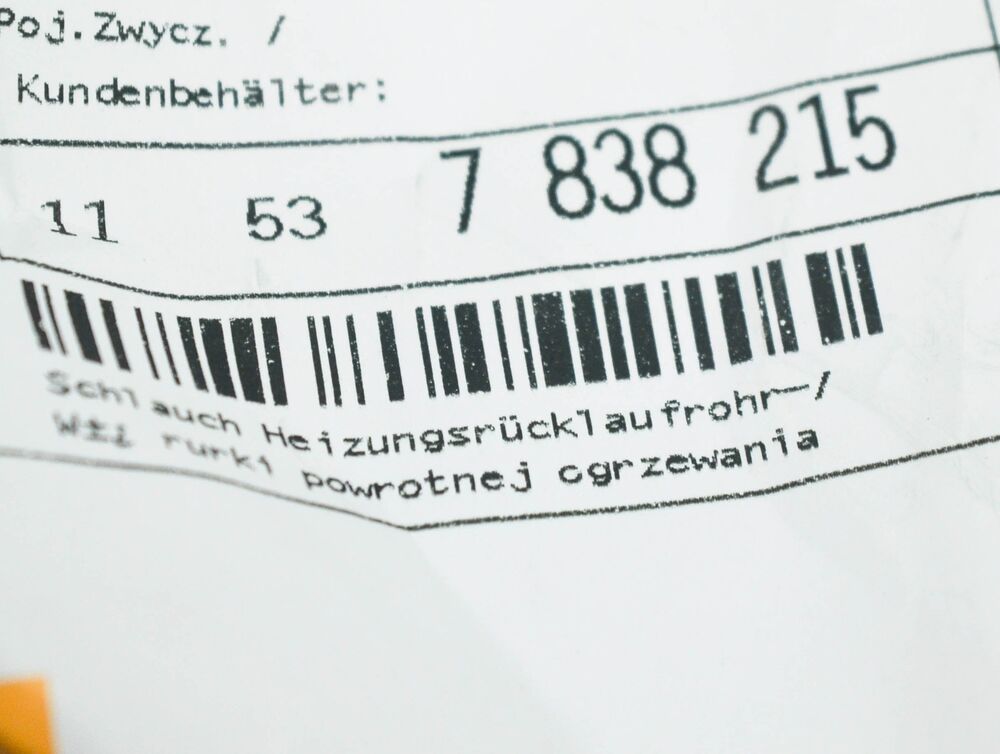 Poj.Zwycz. /
Kundenbehälter:
11 53 7 838 215
Schlauch Heizungsrücklaufrohr-/
rurki powrotnej ogrzewania